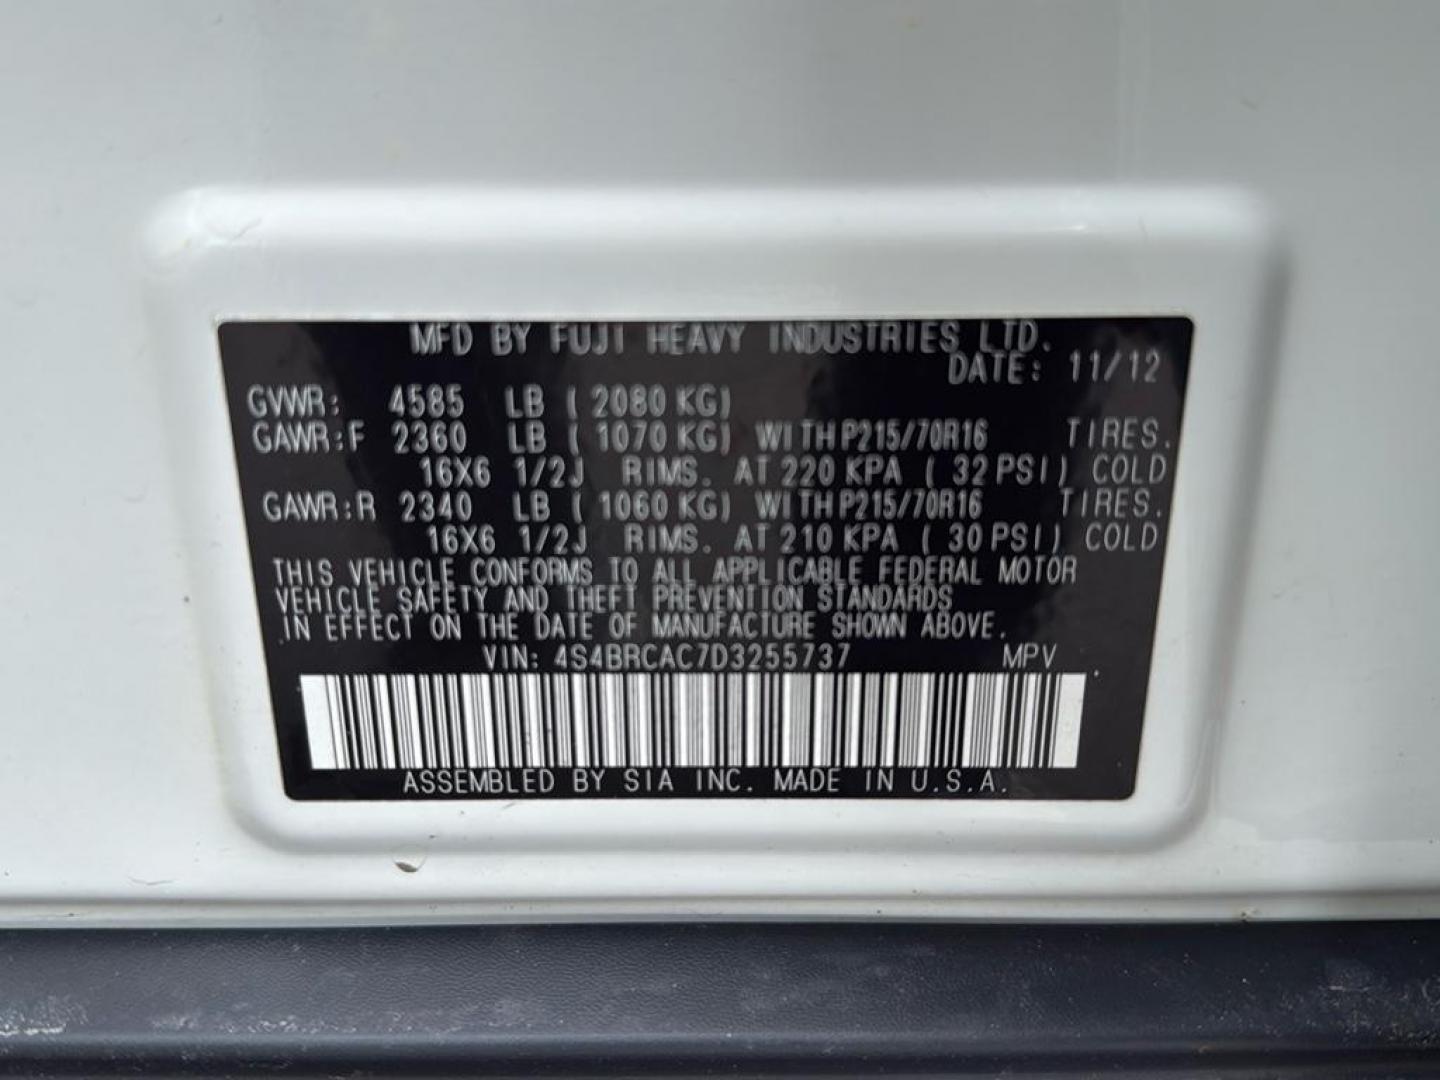 MFD BY FUJI HEAVY INDUSTRIES LTD.
DATE: 11/12
GVWR: 4585 LB ( 2080 KG)
GAWR:F 2360 LB ( 1070 KG) WITH P215/70R16 TIRES.
16X6 1/2J RIMS. AT 220 KPA ( 32 PSI) COLD
GAWR:R 2340 LB ( 1060 KG) WITH P215/70R16 TIRES.
16X6 1/2J RIMS. AT 210 KPA ( 30 PSI) COLD
THIS VEHICLE CONFORMS TO ALL APPLICABLE FEDERAL MOTOR
VEHICLE SAFETY AND THEFT PREVENTION STANDARDS
IN EFFECT ON THE DATE OF MANUFACTURE SHOWN ABOVE.
VIN: 4S4BRCAC7D3255737 MPV
ASSEMBLED BY SIA INC. MADE IN U.S.A.